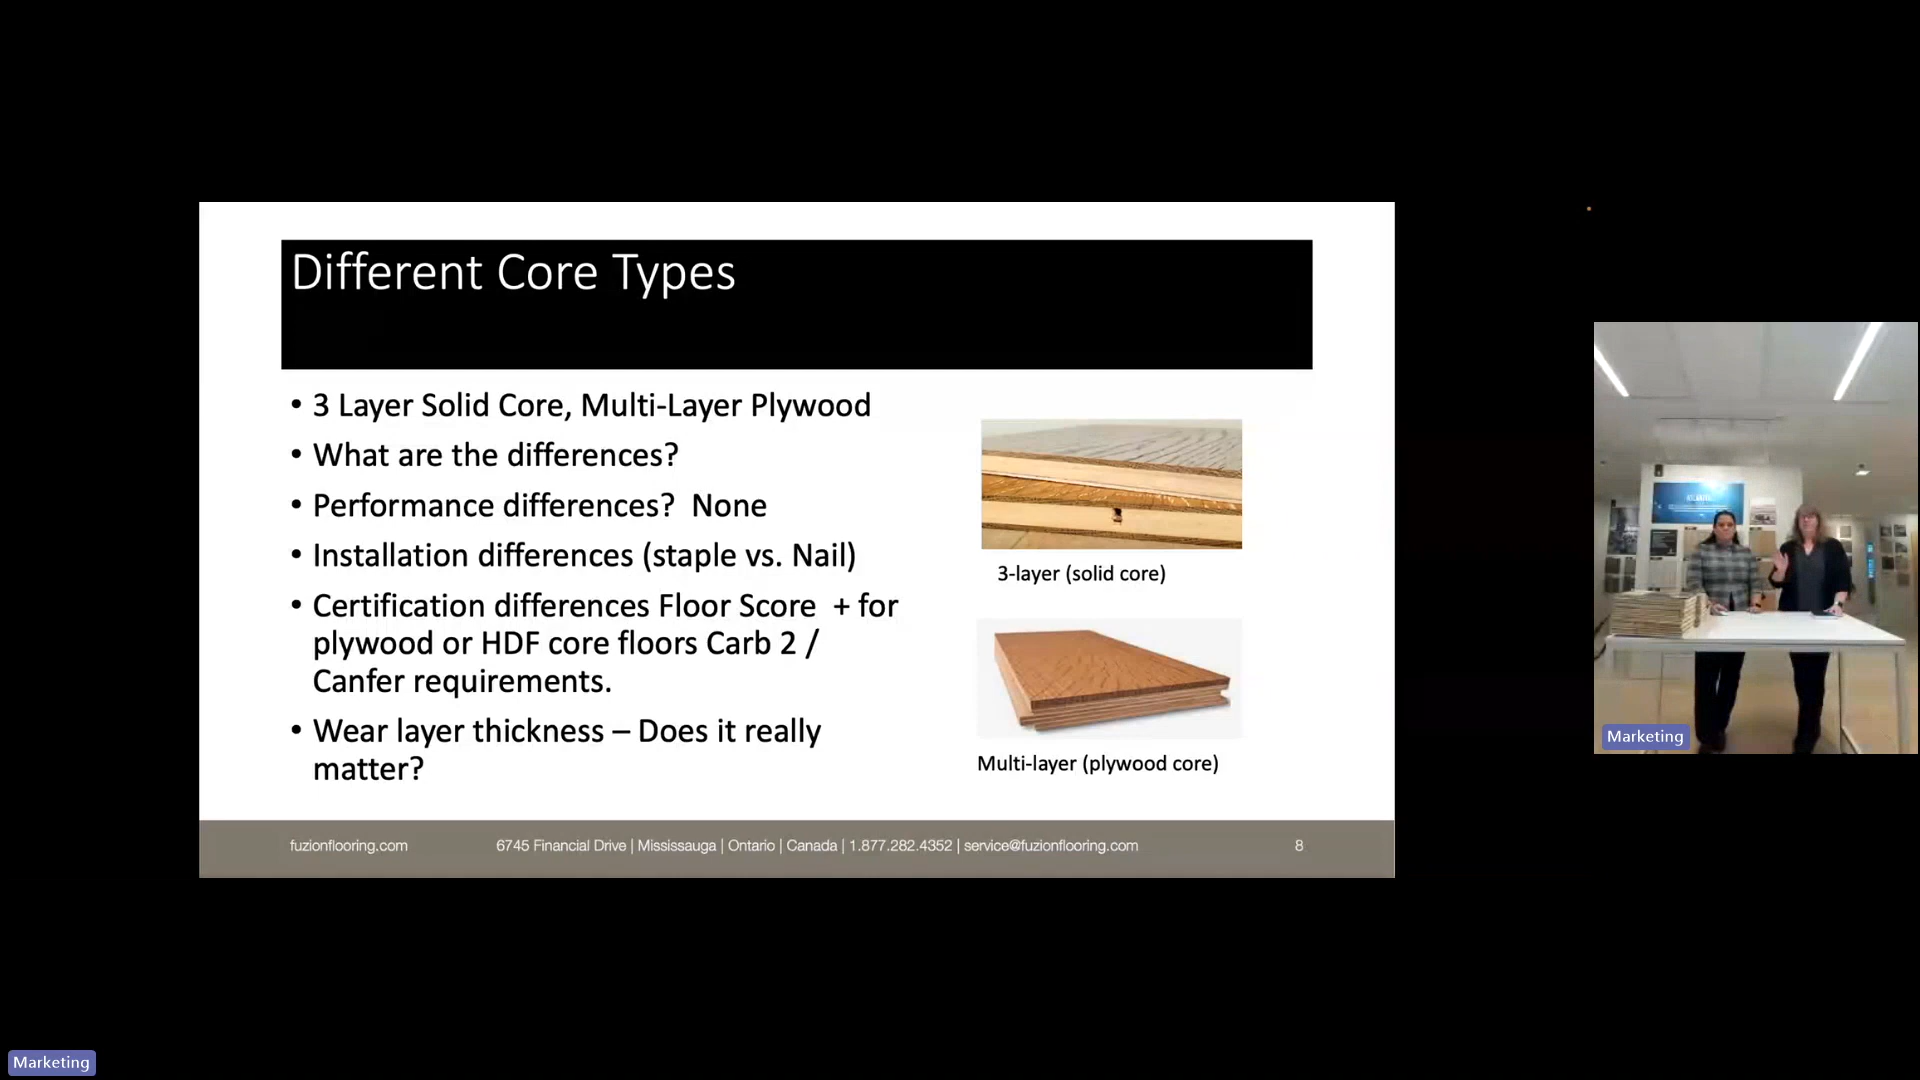 Different Core Types
• 3 Layer Solid Core, Multi-Layer Plywood
• What are the differences?
• Performance differences?  None
• Installation differences (staple vs. Nail)
• Certification differences Floor Score  + for
plywood or HDF core floors Carb 2 /
Canfer requirements.
• Wear layer thickness – Does it really
matter?
3-layer (solid core)
Multi-layer (plywood core)
fuzionflooring.com
6745 Financial Drive | Mississauga | Ontario | Canada | 1.877.282.4352 | service@fuzionflooring.com
8
Marketing
Marketing